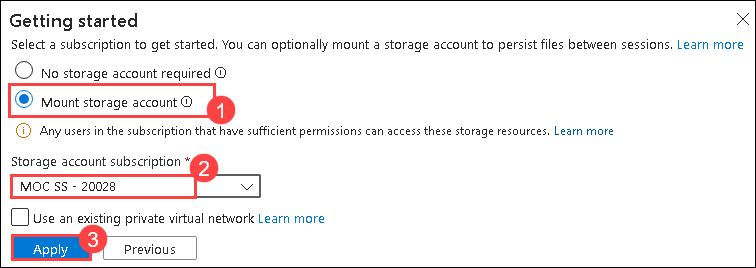 Getting started
Select a subscription to get started. You can optionally mount a storage account to persist files between sessions. Learn more
No storage account required
Mount storage account
1
Any users in the subscription that have sufficient permissions can access these storage resources. Learn more
Storage account subscription *
2
MOC SS - 20028
Use an existing private virtual network Learn more
3
Apply Previous